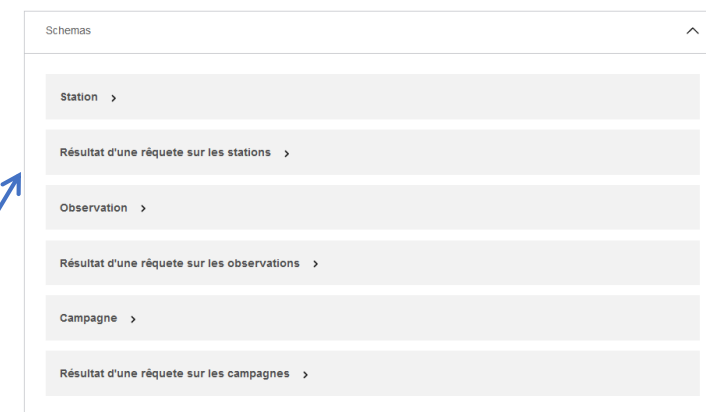 Schemas
Station
Résultat d'une rêquete sur les stations
Observation
Résultat d'une rêquete sur les observations
Campagne
Résultat d'une rêquete sur les campagnes